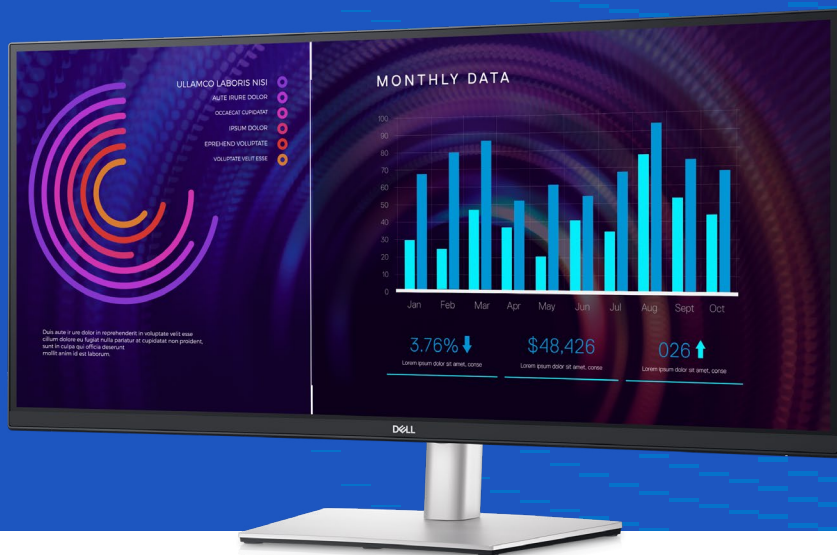 ULLAMCO LABORIS NISI
AUTE IRURE DOLOR
OCCAECAT CUPIDATAT
IPSUM DOLOR
EPREHEND VOLUPTATE
VOLUPTATE VELIT ESSE
Duis aute ir ure dolor in reprehenderit in voluptate velit esse
cillum dolore eu fugiat nulla pariatur at cupidatat non proident,
sunt in culpa qui officia deserunt
mollit anim id est laborum.
MONTHLY DATA
100
90
80
70
60
50
40
30
20
10
0
Jan Feb Mar Apr May Jun Jul Aug Sept Oct
3.76% $48,426 026
Lorem ipsum dolor sit amet, conse Lorem ipsum dolor sit amet, conse Lorem ipsum dolor sit amet, conse
DELL